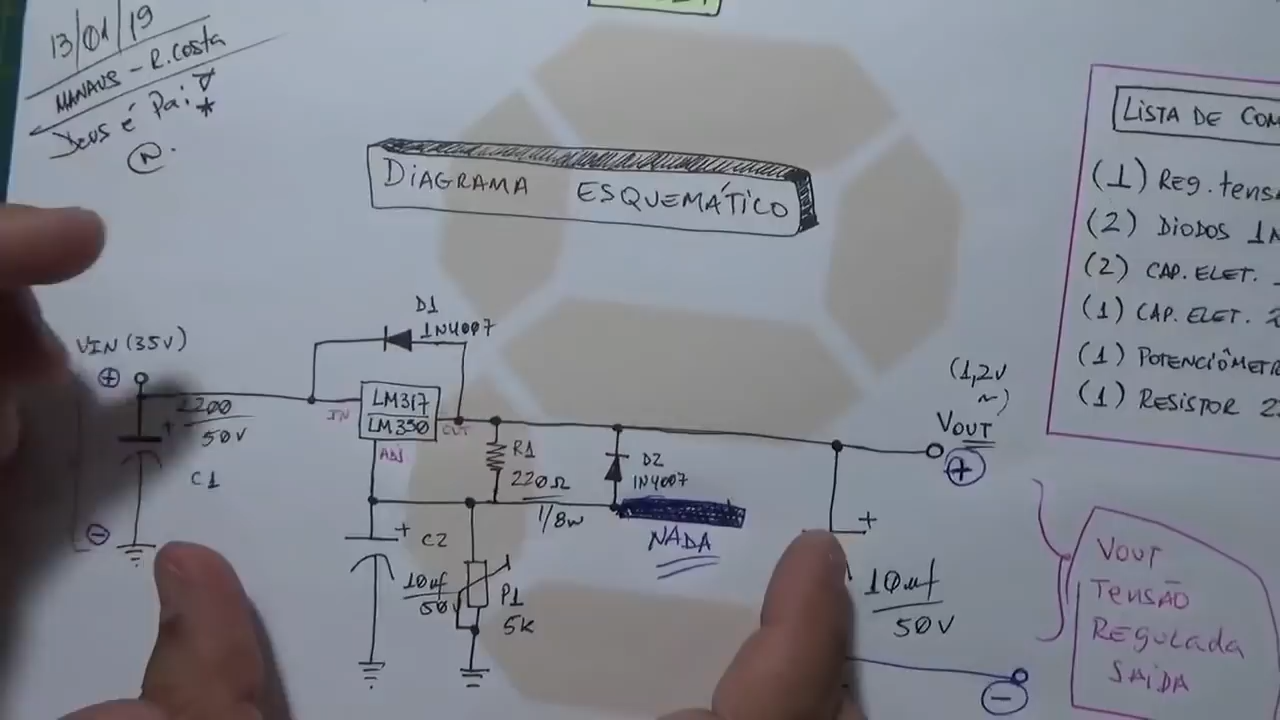 13/01/19
MANAUS - R. Costa
Deus é Pai
DIAGRAMA ESQUEMÁTICO
D1
1N4007
VIN (35V)
+
2200
50V
+
C1
-
IN
LM317
LM350
OUT
ADJ
R1
220Ω
1/8W
D2
1N4007
NADA
+
C2
10uf
50V
P1
5K
(1,2V
~)
VOUT
+
+
10uf
50V
-
LISTA DE COM
(1) Reg. tensã
(2) DIODOS 1N
(2) CAP. ELET.
(1) CAP. ELET. 2
(1) POTENCIÔMETR
(1) RESISTOR 2
VOUT
TENSÃO
REGULADA
SAÍDA